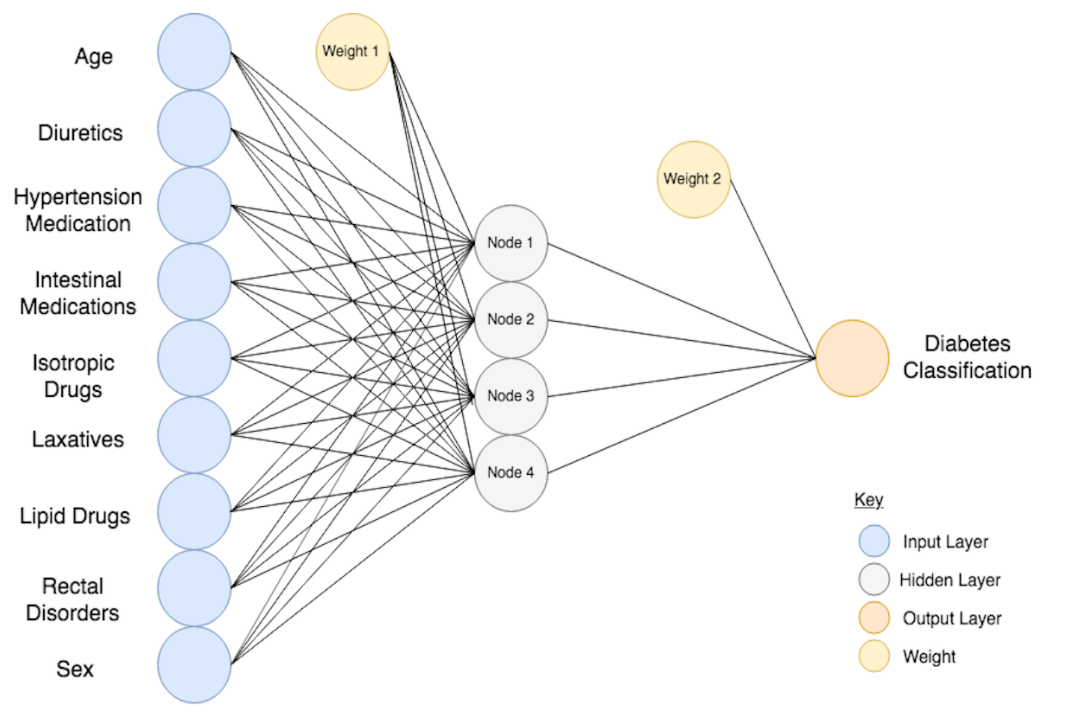 Age
Diuretics
Hypertension
Medication
Intestinal
Medications
Isotropic
Drugs
Laxatives
Lipid Drugs
Rectal
Disorders
Sex
Weight 1
Node 1
Node 2
Node 3
Node 4
Weight 2
Diabetes
Classification
Key
Input Layer
Hidden Layer
Output Layer
Weight